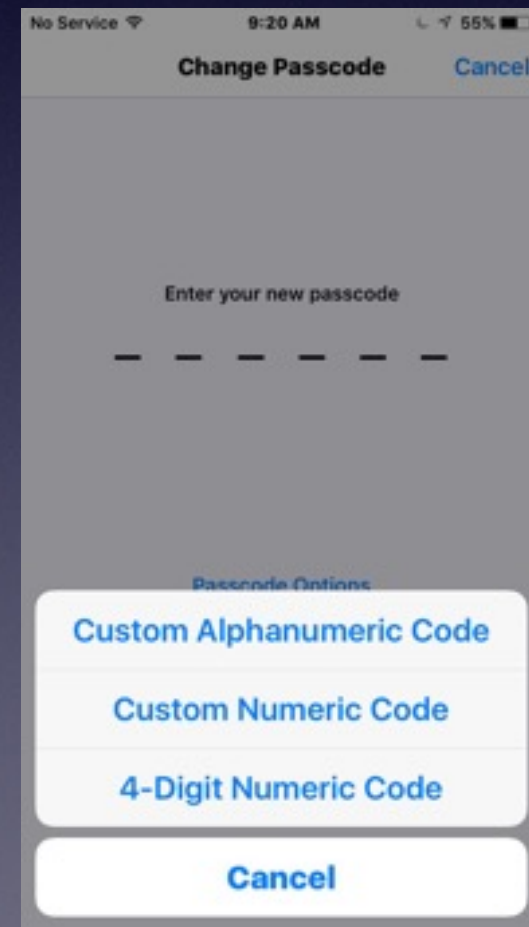 No Service 9:20 AM 55%
Change Passcode Cancel
Enter your new passcode
Passcode Options
Custom Alphanumeric Code
Custom Numeric Code
4-Digit Numeric Code
Cancel